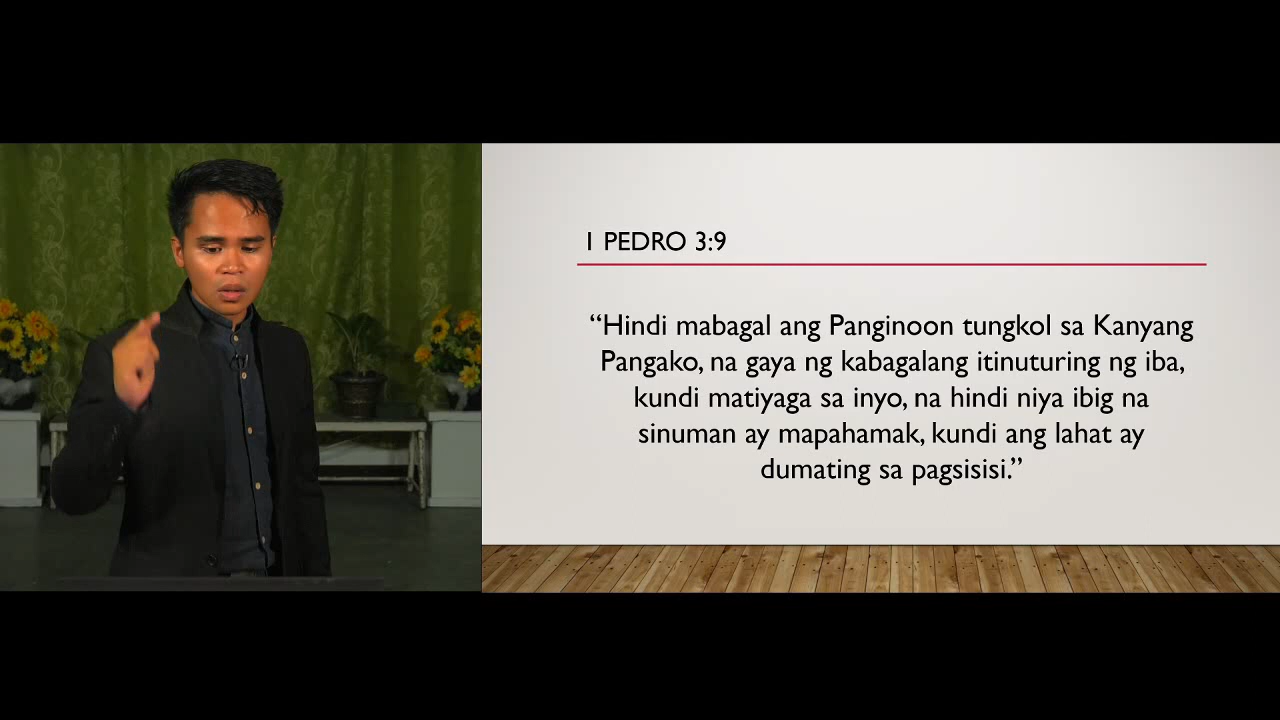 1 PEDRO 3:9
“Hindi mabagal ang Panginoon tungkol sa Kanyang
Pangako, na gaya ng kabagalang itinuturing ng iba,
kundi matiyaga sa inyo, na hindi niya ibig na
sinuman ay mapahamak, kundi ang lahat ay
dumating sa pagsisisi.”